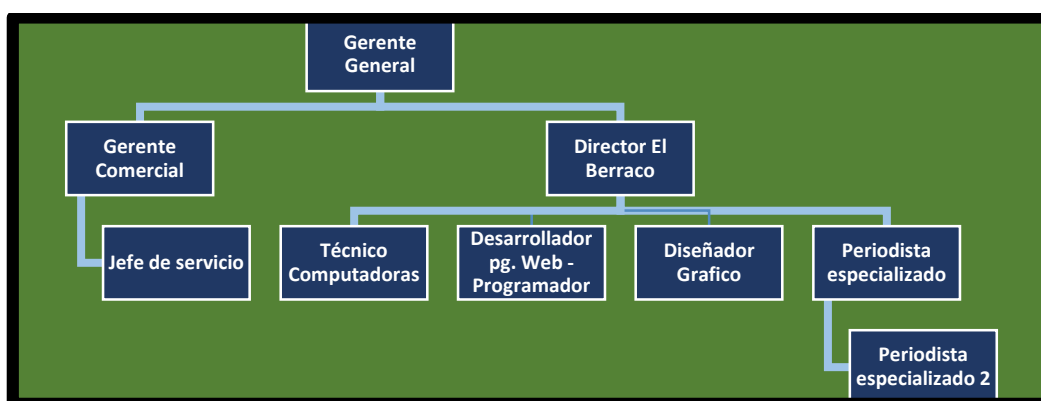 Gerente
General
Gerente
Comercial
Director El
Berraco
Jefe de servicio
Técnico
Computadoras
Desarrollador
pg. Web -
Programador
Diseñador
Grafico
Periodista
especializado
Periodista
especializado 2